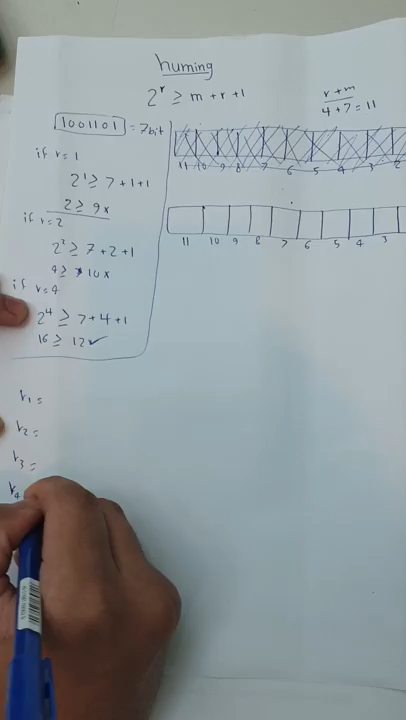 huming
2^r ≥ m + r + 1
r + m
4 + 7 = 11
1001101 = 7bit
if r = 1
2^1 ≥ 7 + 1 + 1
2 ≥ 9 x
if r = 2
2^2 ≥ 7 + 2 + 1
4 ≥ 10 x
if r = 4
2^4 ≥ 7 + 4 + 1
16 ≥ 12 ✓
11 10 9 8 7 6 5 4 3 2
11 10 9 8 7 6 5 4 3
r1 =
r2 =
r3 =
r4